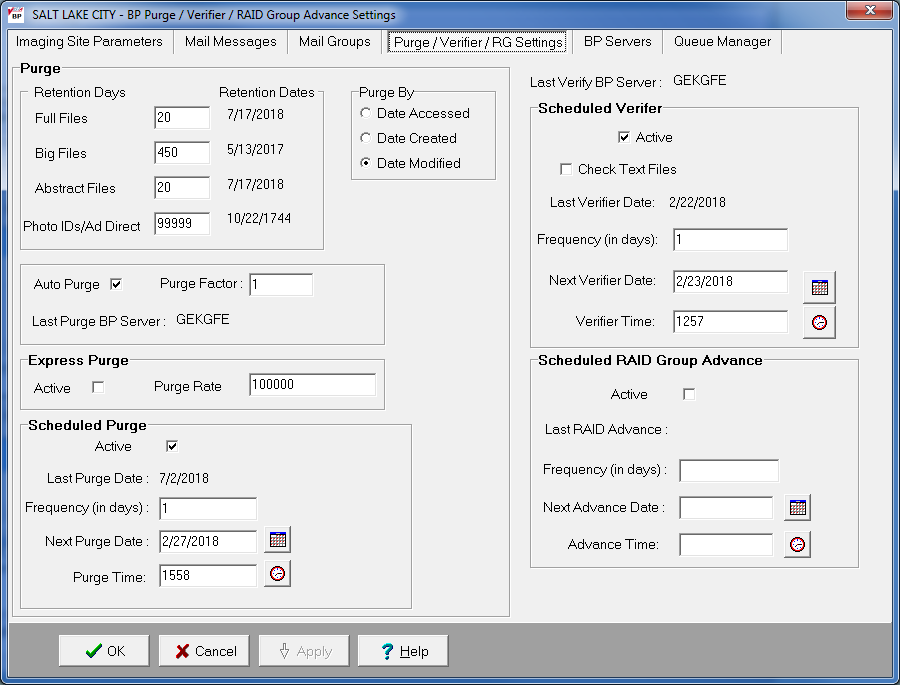 BP SALT LAKE CITY - BP Purge / Verifier / RAID Group Advance Settings
Imaging Site Parameters Mail Messages Mail Groups Purge / Verifier / RG Settings BP Servers Queue Manager
Purge
Retention Days Retention Dates
Full Files 20 7/17/2018
Big Files 450 5/13/2017
Abstract Files 20 7/17/2018
Photo IDs/Ad Direct 99999 10/22/1744
Purge By
Date Accessed
Date Created
Date Modified
Auto Purge Purge Factor : 1
Last Purge BP Server : GEKGFE
Express Purge
Active Purge Rate 100000
Scheduled Purge
Active
Last Purge Date : 7/2/2018
Frequency (in days) : 1
Next Purge Date : 2/27/2018
Purge Time: 1558
Last Verify BP Server : GEKGFE
Scheduled Verifer
Active
Check Text Files
Last Verifier Date: 2/22/2018
Frequency (in days): 1
Next Verifier Date: 2/23/2018
Verifier Time: 1257
Scheduled RAID Group Advance
Active
Last RAID Advance :
Frequency (in days) :
Next Advance Date :
Advance Time:
OK Cancel Apply Help